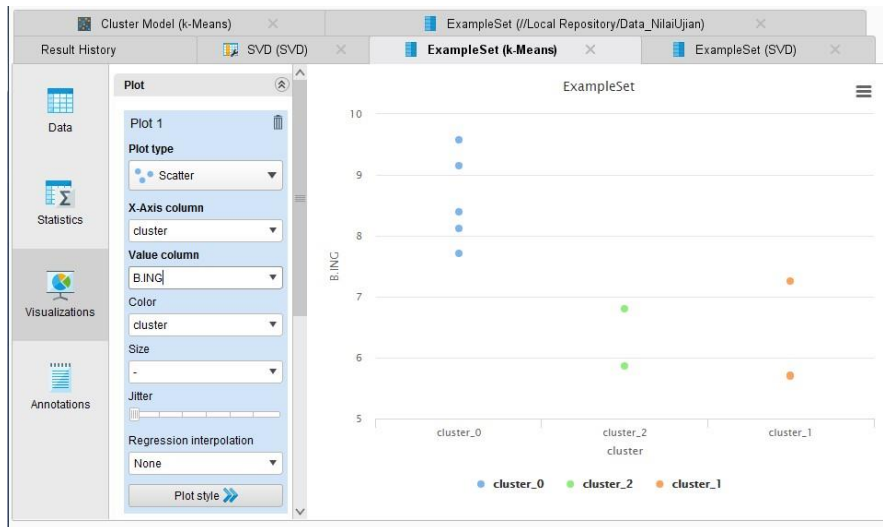 Cluster Model (k-Means)
ExampleSet (//Local Repository/Data_NilaiUjian)
Result History
SVD (SVD)
ExampleSet (k-Means)
ExampleSet (SVD)
Data
Statistics
Visualizations
Annotations
Plot
Plot 1
Plot type
Scatter
X-Axis column
cluster
Value column
B.ING
Color
cluster
Size
-
Jitter
Regression interpolation
None
Plot style
ExampleSet
10
9
8
7
6
5
B.ING
cluster_0
cluster_2
cluster_1
cluster
cluster_0
cluster_2
cluster_1